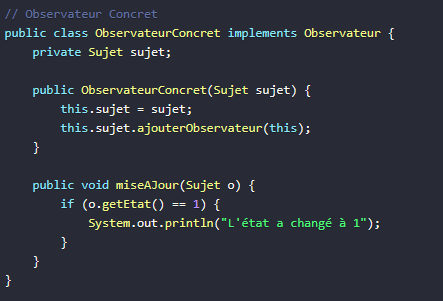 // Observateur Concret
public class ObservateurConcret implements Observateur {
    private Sujet sujet;

    public ObservateurConcret(Sujet sujet) {
        this.sujet = sujet;
        this.sujet.ajouterObservateur(this);
    }

    public void miseAJour(Sujet o) {
        if (o.getEtat() == 1) {
            System.out.println("L'état a changé à 1");
        }
    }
}